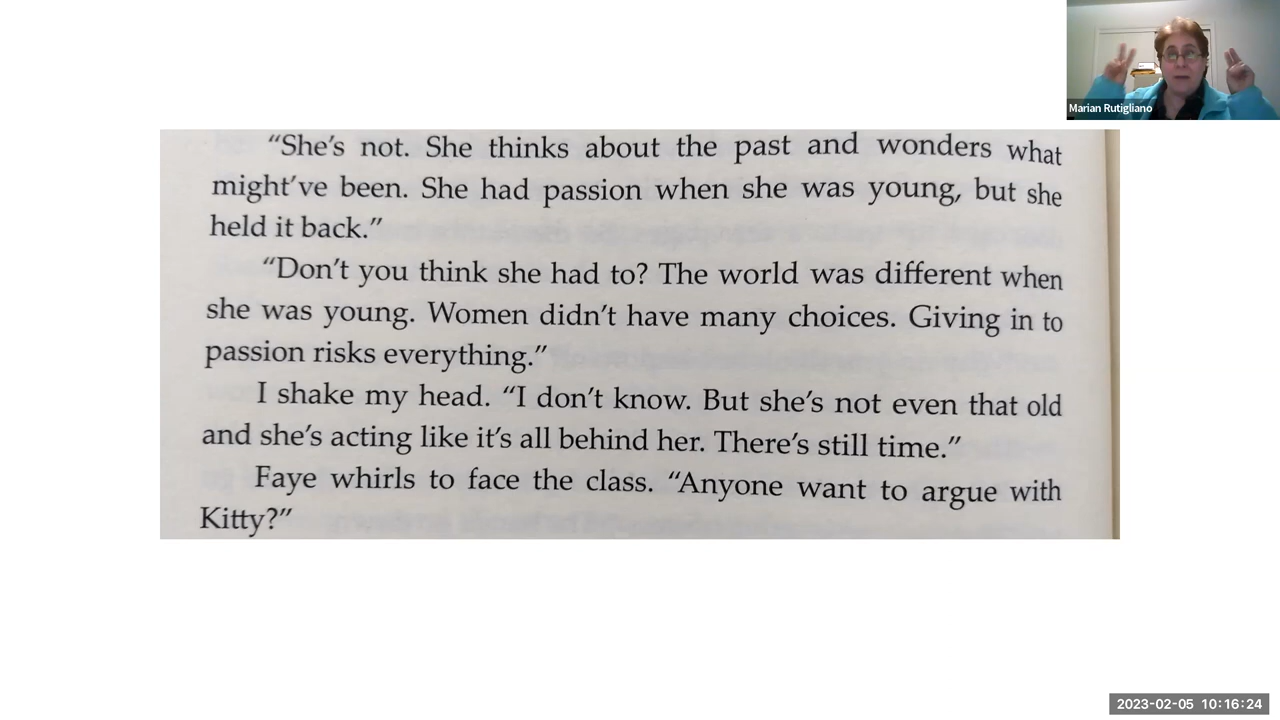 Marian Rutigliano
“She’s not. She thinks about the past and wonders what
might’ve been. She had passion when she was young, but she
held it back.”
“Don’t you think she had to? The world was different when
she was young. Women didn’t have many choices. Giving in to
passion risks everything.”
I shake my head. “I don’t know. But she’s not even that old
and she’s acting like it’s all behind her. There’s still time.”
Faye whirls to face the class. “Anyone want to argue with
Kitty?”
2023-02-05 10:16:24